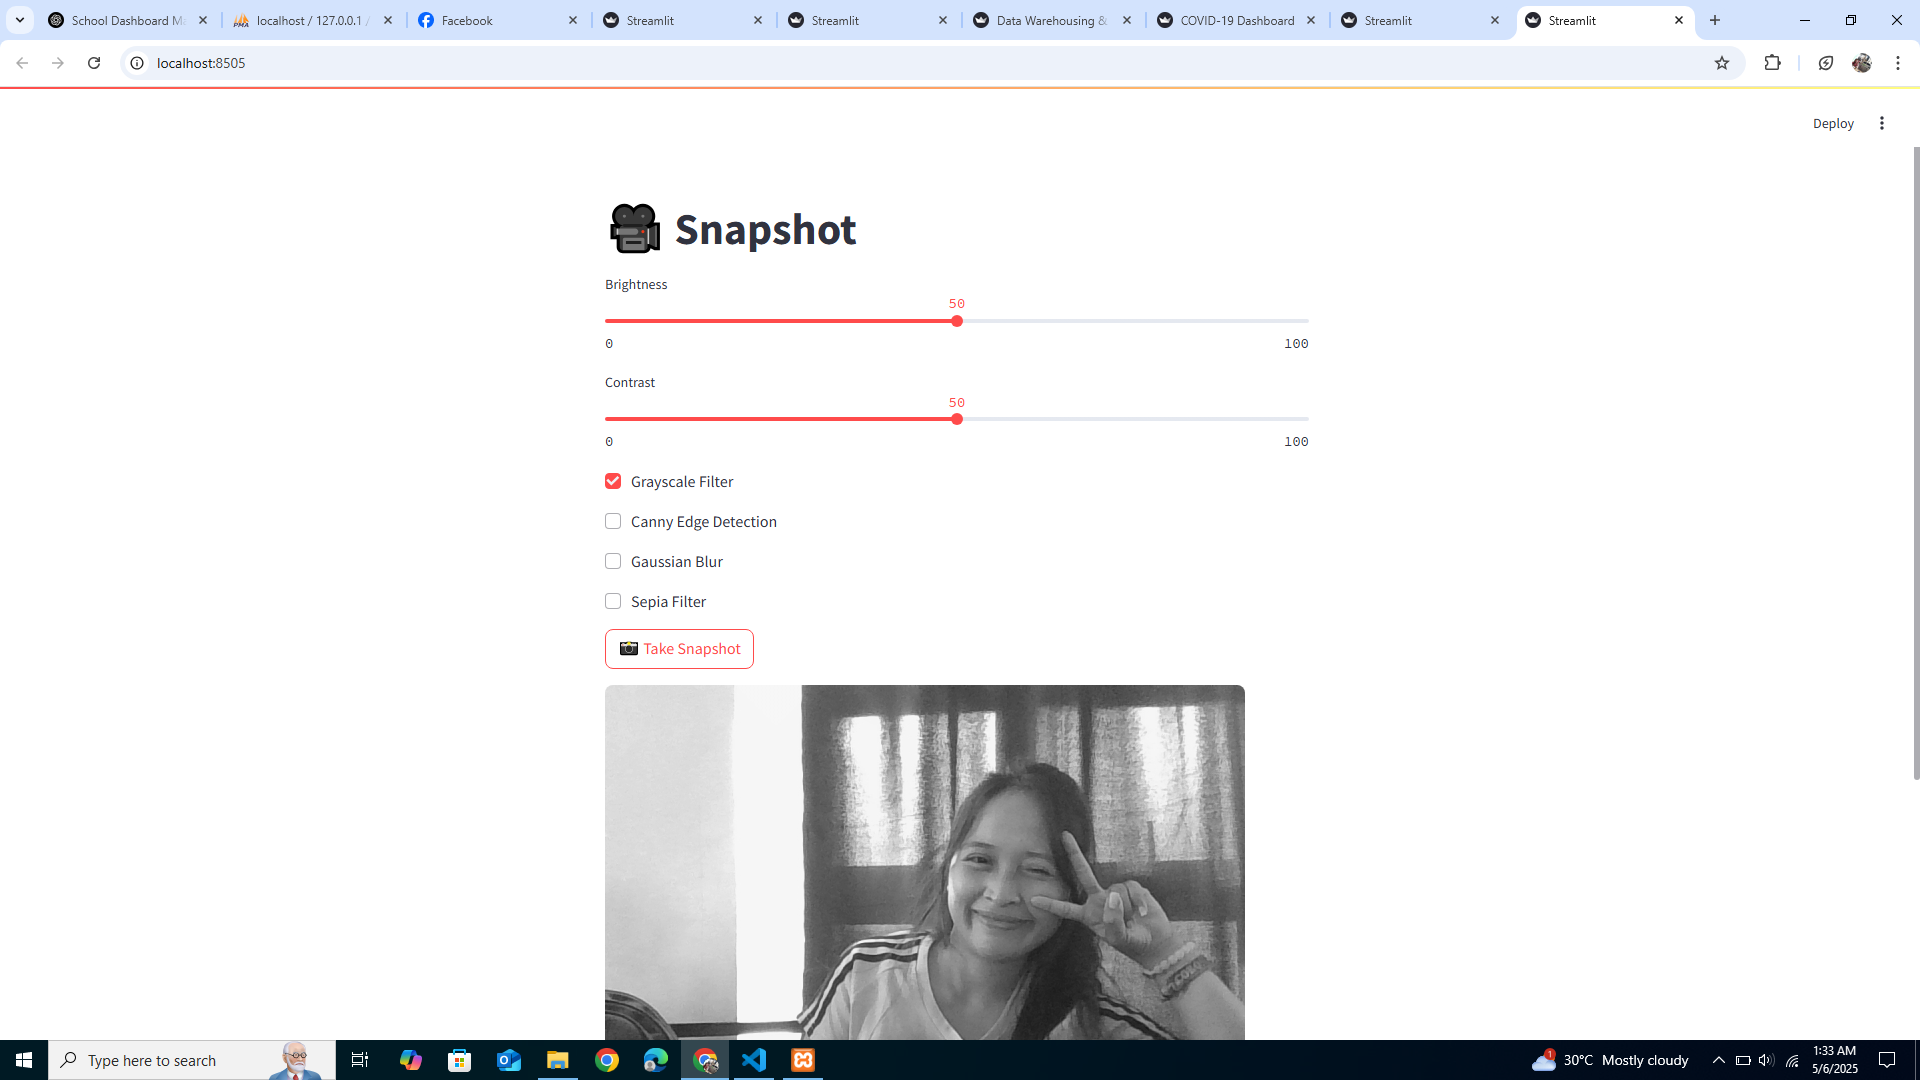 School Dashboard Ma
localhost / 127.0.0.1 /
Facebook
Streamlit
Streamlit
Data Warehousing &
COVID-19 Dashboard
Streamlit
Streamlit
localhost:8505
Deploy
Snapshot
Brightness
50
0 100
Contrast
50
0 100
Grayscale Filter
Canny Edge Detection
Gaussian Blur
Sepia Filter
Take Snapshot
Type here to search
1
30°C Mostly cloudy
1:33 AM
5/6/2025